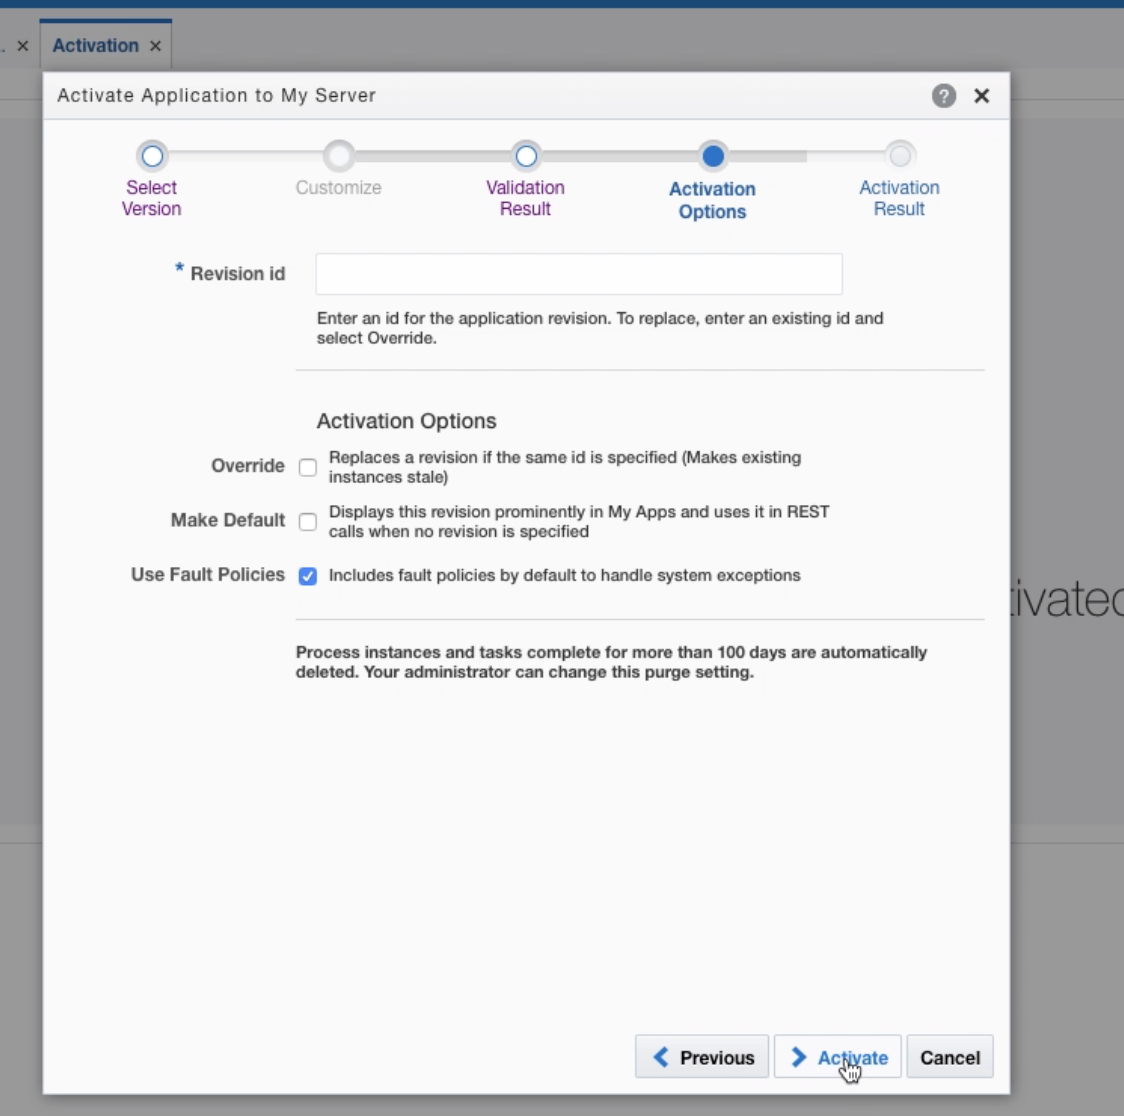 . ×
Activation ×
Activate Application to My Server
? ×
Select
Version
Customize
Validation
Result
Activation
Options
Activation
Result
* Revision id
Enter an id for the application revision. To replace, enter an existing id and
select Override.
Activation Options
Override
Replaces a revision if the same id is specified (Makes existing
instances stale)
Make Default
Displays this revision prominently in My Apps and uses it in REST
calls when no revision is specified
Use Fault Policies
Includes fault policies by default to handle system exceptions
Process instances and tasks complete for more than 100 days are automatically
deleted. Your administrator can change this purge setting.
Previous
Activate
Cancel